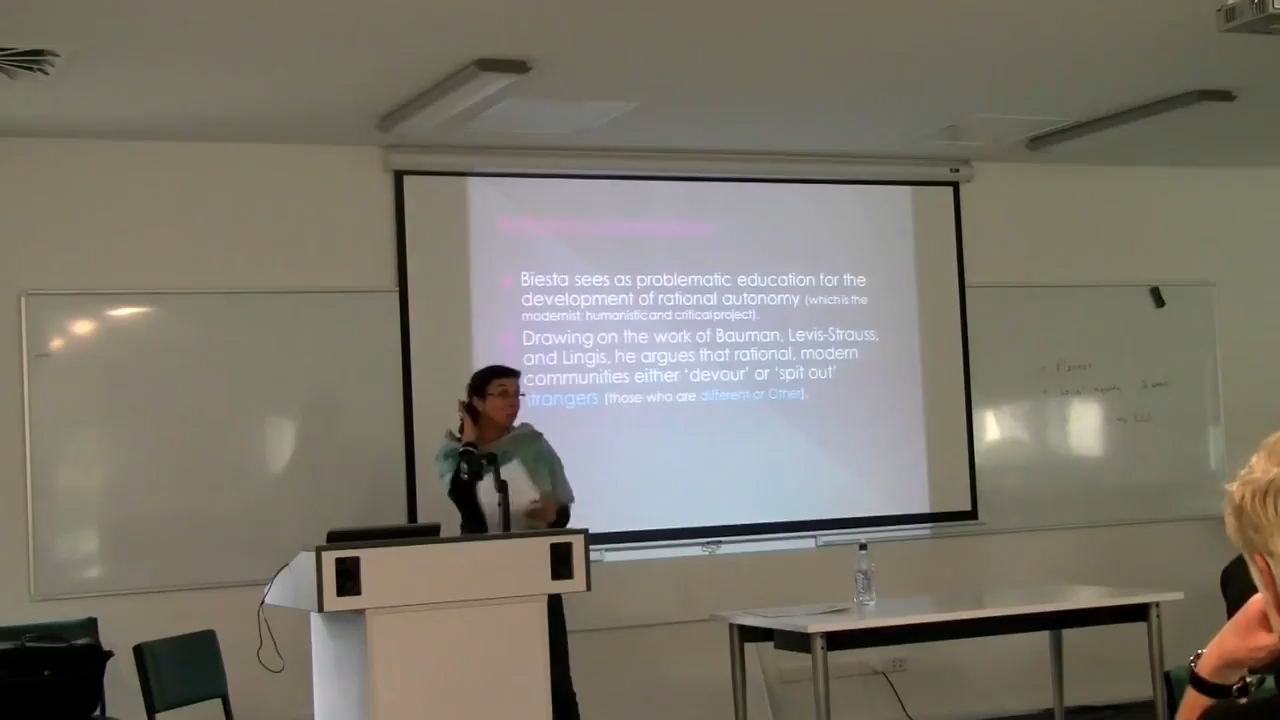 Biesta sees as problematic education for the
development of rational autonomy (which is the
modernist, humanistic and critical project).
Drawing on the work of Bauman, Levis-Strauss,
and Lingis, he argues that rational, modern
communities either 'devour' or 'spit out'
strangers (those who are different or Other).
Planner